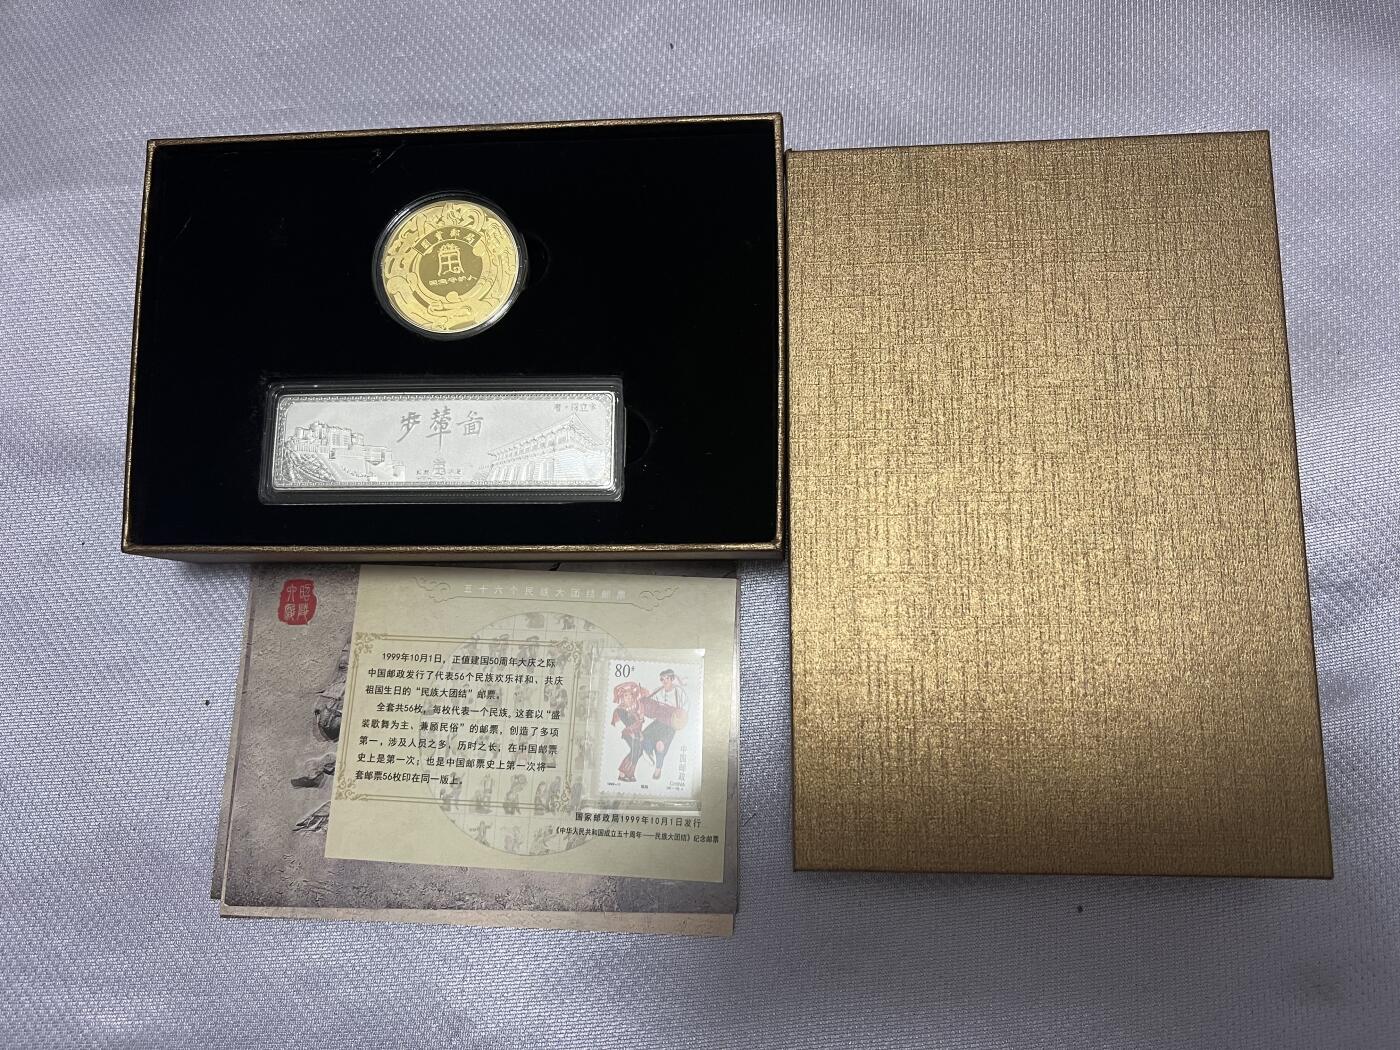 步辇图
昭陵
六骏
五十六个民族大团结邮票
1999年10月1日，正值建国50周年大庆之际
中国邮政发行了代表56个民族欢乐祥和、共庆
祖国生日的“民族大团结”邮票。
全套共56枚，每枚代表一个民族，这套以“盛
装歌舞为主、兼顾民俗”的邮票，创造了多项
第一，涉及人员之多、历时之长，在中国邮票
史上是第一次；也是中国邮票史上第一次将一
套邮票56枚印在同一版上。
80分
中国邮政
CHINA
国家邮政局1999年10月1日发行
《中华人民共和国成立五十周年——民族大团结》纪念邮票